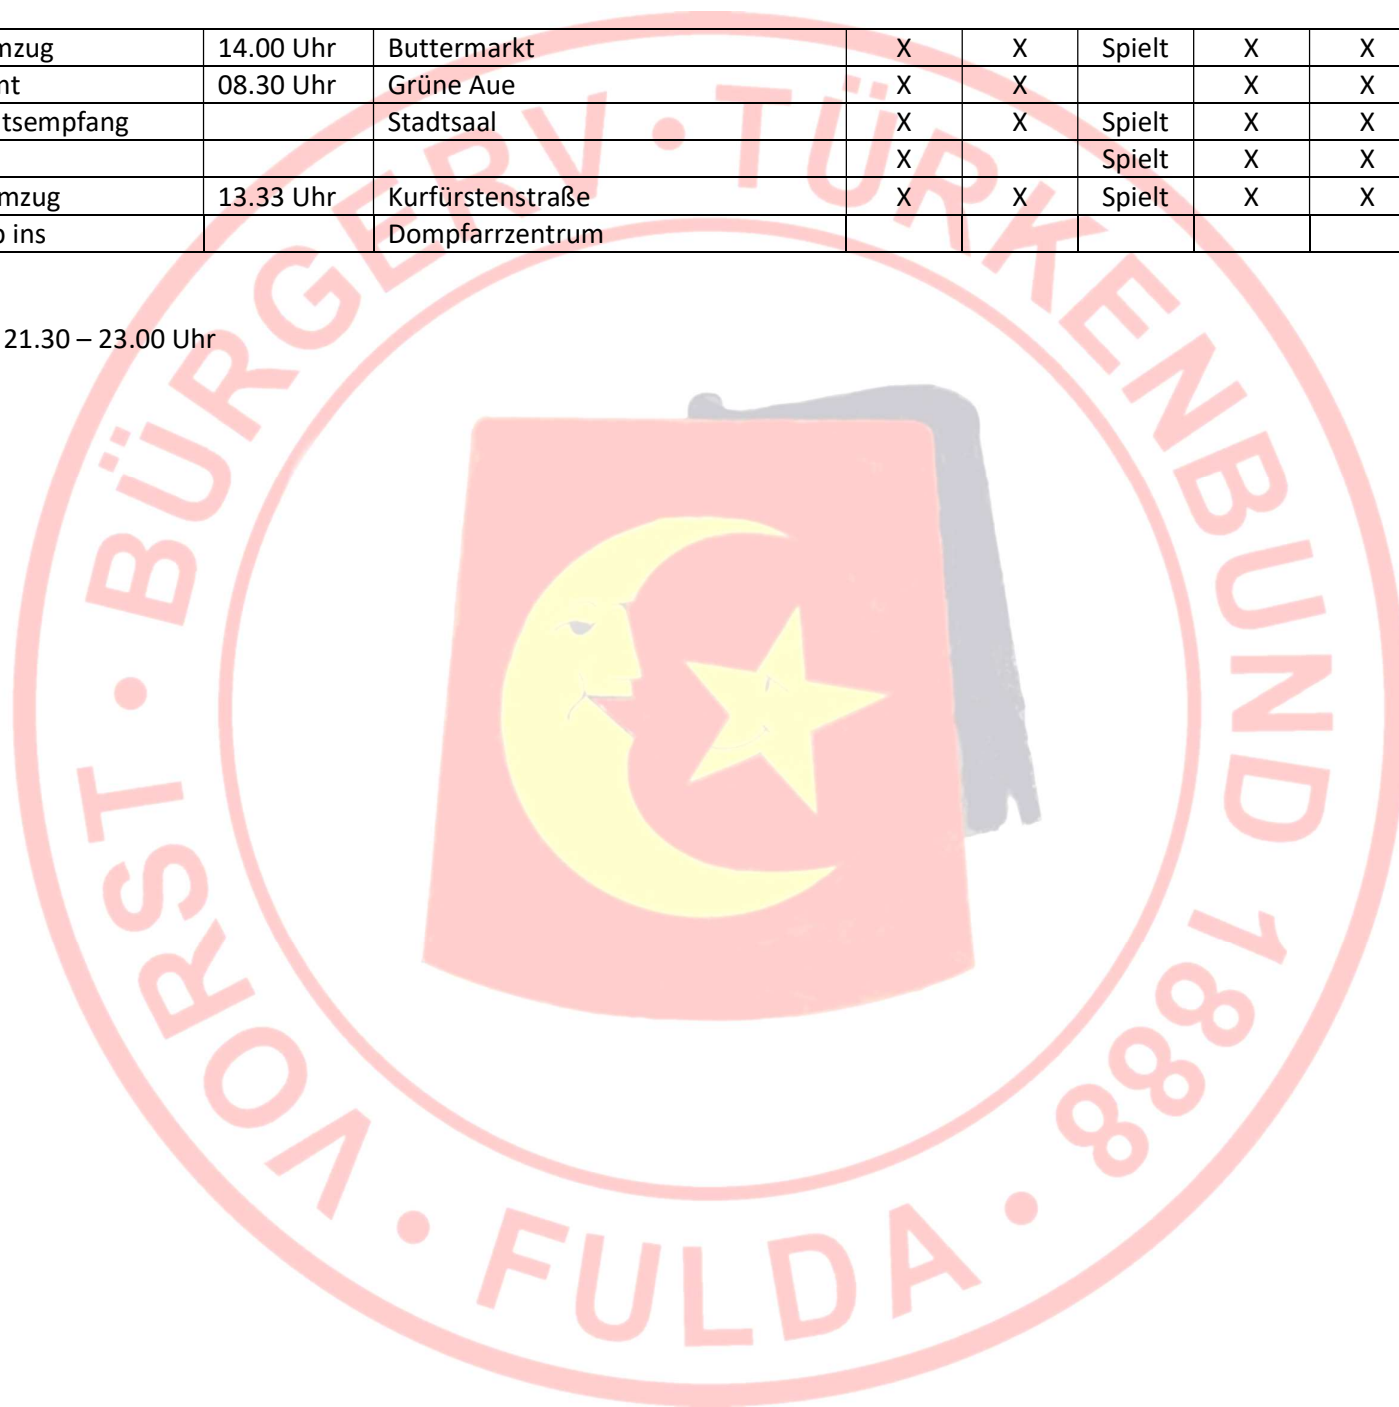 mzug 14.00 Uhr Buttermarkt X X Spielt X X
nt 08.30 Uhr Grüne Aue X X X X
tsempfang Stadtsaal X X Spielt X X
X Spielt X X
mzug 13.33 Uhr Kurfürstenstraße X X Spielt X X
o ins Dompfarrzentrum
21.30 – 23.00 Uhr
VORST. BÜRGERV • TÜRKENBUND 1888 • FULDA •